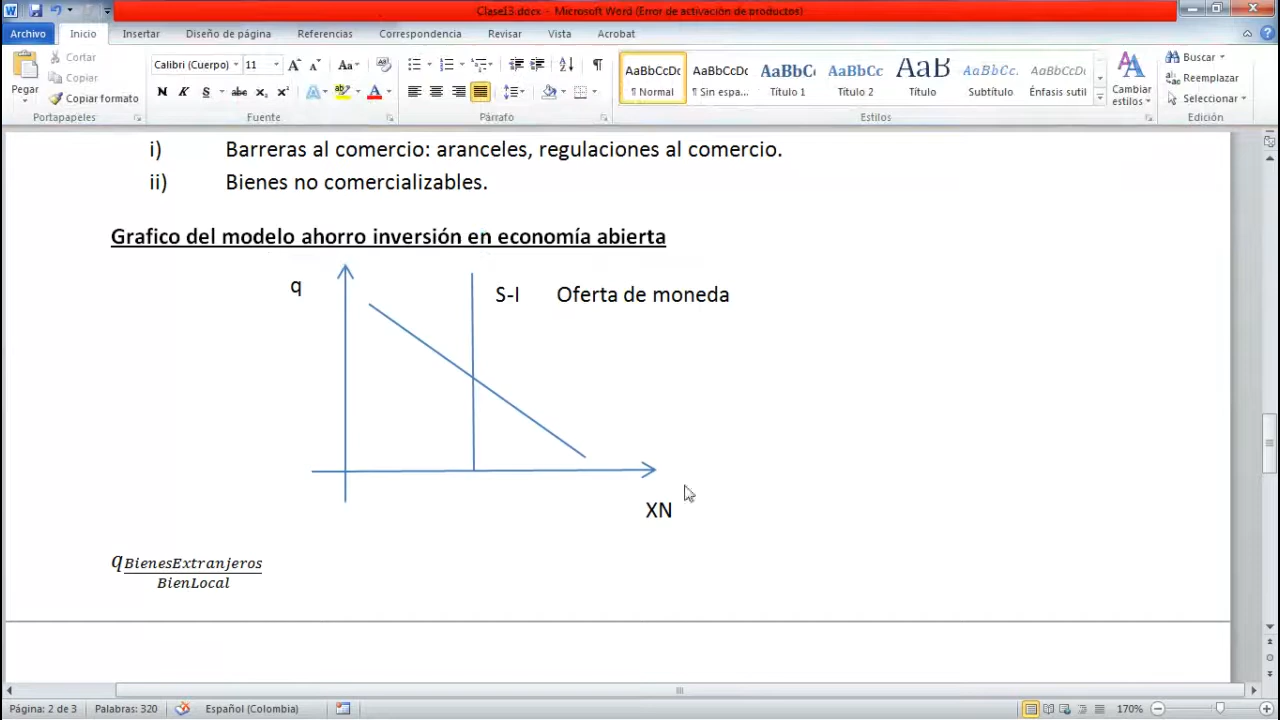 Clase13.docx - Microsoft Word (Error de activación de productos)
Archivo Inicio Insertar Diseño de página Referencias Correspondencia Revisar Vista Acrobat
Pegar
Cortar
Copiar
Copiar formato
Portapapeles
Calibri (Cuerpo) 11
Fuente
Párrafo
AaBbCcDc AaBbCcDc AaBbC AaBbCc AaB AaBbCc. AaBbCcDc
¶ Normal ¶ Sin espa... Título 1 Título 2 Título Subtítulo Énfasis sutil
Estilos
Cambiar estilos
Buscar
Reemplazar
Seleccionar
Edición
i) Barreras al comercio: aranceles, regulaciones al comercio.
ii) Bienes no comercializables.
Grafico del modelo ahorro inversión en economía abierta
q
S-I Oferta de moneda
XN
qBienesExtranjeros
BienLocal
Página: 2 de 3 Palabras: 320 Español (Colombia) 170%